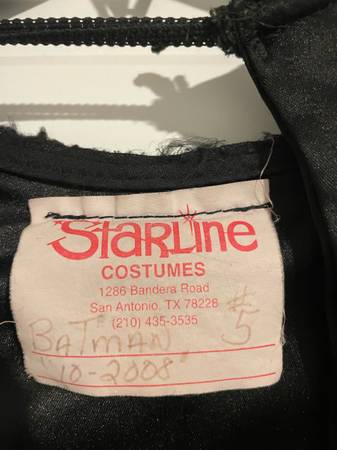 STARLINE
COSTUMES
1286 Bandera Road
San Antonio, TX 78228
(210) 435-3535
BATMAN #5
"10-2008"